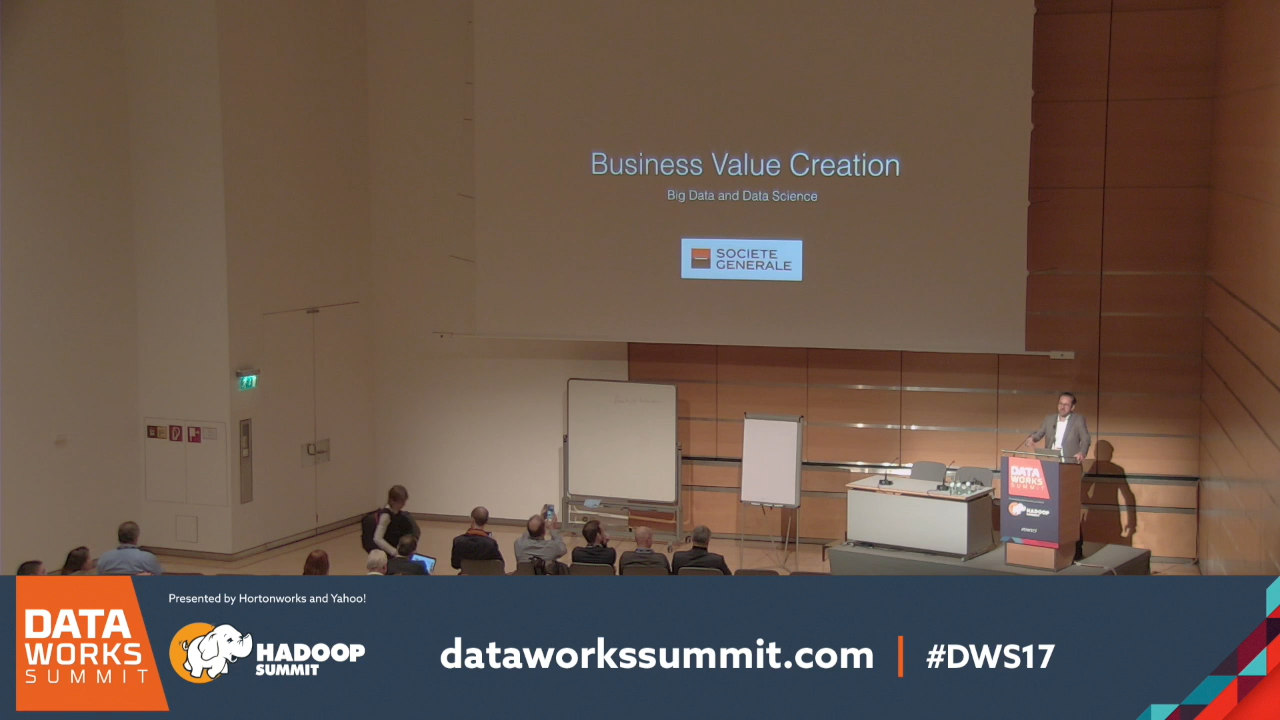 Business Value Creation
Big Data and Data Science
SOCIETE
GENERALE
DATA
WORKS
SUMMIT
HADOOP
SUMMIT
#DWS17
Presented by Hortonworks and Yahoo!
DATA
WORKS
SUMMIT
HADOOP
SUMMIT
dataworkssummit.com
#DWS17